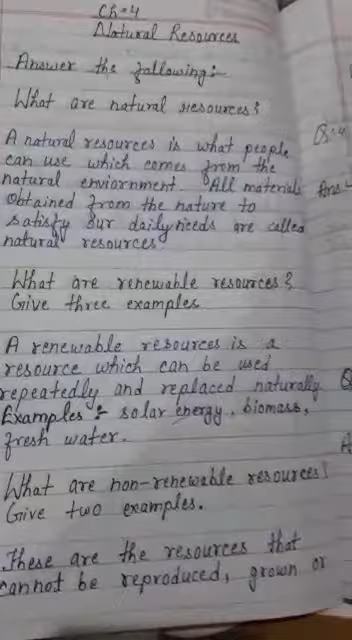 Ch-4
Natural Resources
Answer the following:-
What are natural resources?
A natural resources is what people
can use which comes from the
natural enviornment. All materials
Obtained from the nature to
satisfy our daily needs are called
natural resources.
What are renewable resources?
Give three examples
A renewable resources is a
resource which can be used
repeatedly and replaced naturally
Examples:- solar energy, biomass,
fresh water.
What are non-renewable resources?
Give two examples.
These are the resources that
cannot be reproduced, grown or
Ans-